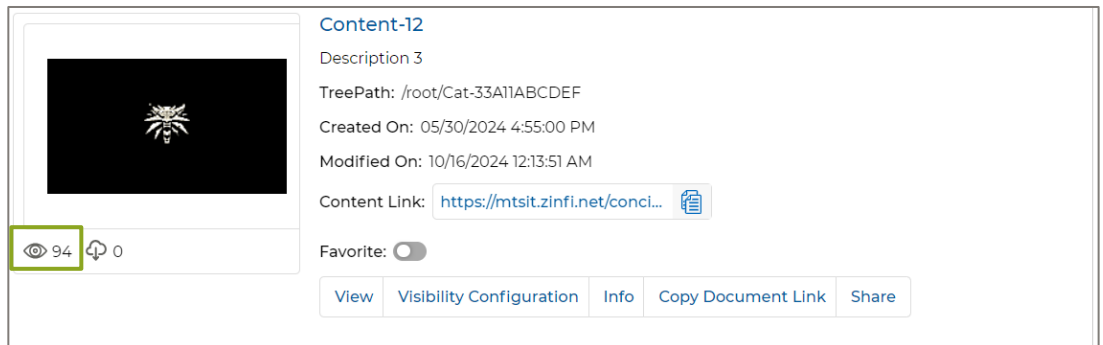 Content-12
Description 3
TreePath: /root/Cat-33A11ABCDEF
Created On: 05/30/2024 4:55:00 PM
Modified On: 10/16/2024 12:13:51 AM
Content Link: https://mtsit.zinfi.net/conci...
94 0
Favorite:
View Visibility Configuration Info Copy Document Link Share